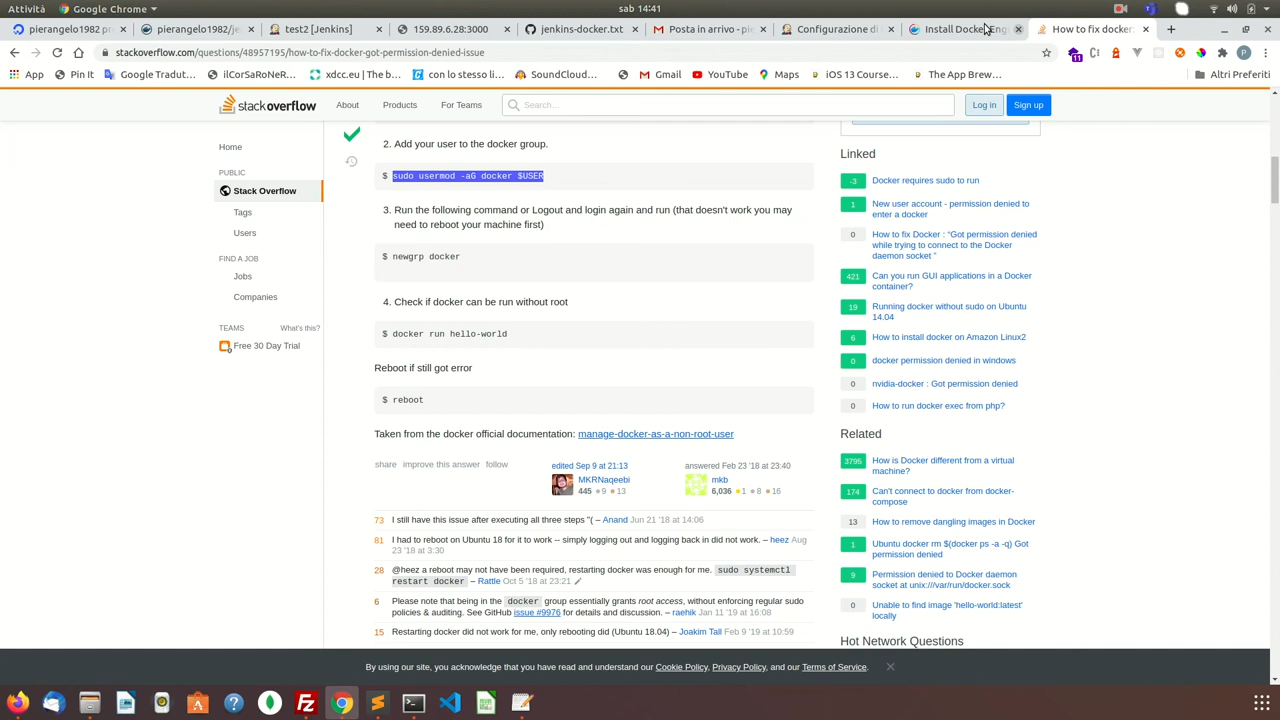 Attività
Google Chrome
sab 14:41
pierangelo1982 pr
pierangelo1982/je
test2 [Jenkins]
139.59.6.28:3000
jenkins-docker.txt
Posta in arrivo - pie
Configurazione di
Install Docker Eng
How to fix docker:
stackoverflow.com/questions/48957195/how-to-fix-docker-got-permission-denied-issue
11
P
App
Pin It
Google Tradut...
ilCorSaRoNeR...
xdcc.eu | The b...
con lo stesso li...
SoundCloud...
Gmail
YouTube
Maps
iOS 13 Course...
The App Brew...
Altri Preferiti
stackoverflow
About
Products
For Teams
Search...
Log in
Sign up
Home
PUBLIC
Stack Overflow
Tags
Users
FIND A JOB
Jobs
Companies
TEAMS
What's this?
Free 30 Day Trial
2. Add your user to the docker group.
$ sudo usermod -aG docker $USER
3. Run the following command or Logout and login again and run (that doesn't work you may
need to reboot your machine first)
$ newgrp docker
4. Check if docker can be run without root
$ docker run hello-world
Reboot if still got error
$ reboot
Taken from the docker official documentation: manage-docker-as-a-non-root-user
share improve this answer follow
edited Sep 9 at 21:13
MKRNaqeebi
445 9 13
answered Feb 23 '18 at 23:40
mkb
6,036 1 8 16
73 I still have this issue after executing all three steps "( – Anand Jun 21 '18 at 14:06
81 I had to reboot on Ubuntu 18 for it to work -- simply logging out and logging back in did not work. – heez Aug
23 '18 at 3:30
28 @heez a reboot may not have been required, restarting docker was enough for me. sudo systemctl
restart docker – Rattle Oct 5 '18 at 23:21
6 Please note that being in the docker group essentially grants root access, without enforcing regular sudo
policies & auditing. See GitHub issue #9976 for details and discussion. – raehik Jan 11 '19 at 16:08
15 Restarting docker did not work for me, only rebooting did (Ubuntu 18.04) – Joakim Tall Feb 9 '19 at 10:59
Linked
-3 Docker requires sudo to run
1 New user account - permission denied to
enter a docker
0 How to fix Docker : “Got permission denied
while trying to connect to the Docker
daemon socket ”
421 Can you run GUI applications in a Docker
container?
19 Running docker without sudo on Ubuntu
14.04
6 How to install docker on Amazon Linux2
0 docker permission denied in windows
0 nvidia-docker : Got permission denied
0 How to run docker exec from php?
Related
3795 How is Docker different from a virtual
machine?
174 Can't connect to docker from docker-
compose
13 How to remove dangling images in Docker
1 Ubuntu docker rm $(docker ps -a -q) Got
permission denied
9 Permission denied to Docker daemon
socket at unix:///var/run/docker.sock
0 Unable to find image 'hello-world:latest'
locally
Hot Network Questions
By using our site, you acknowledge that you have read and understand our Cookie Policy, Privacy Policy, and our Terms of Service.